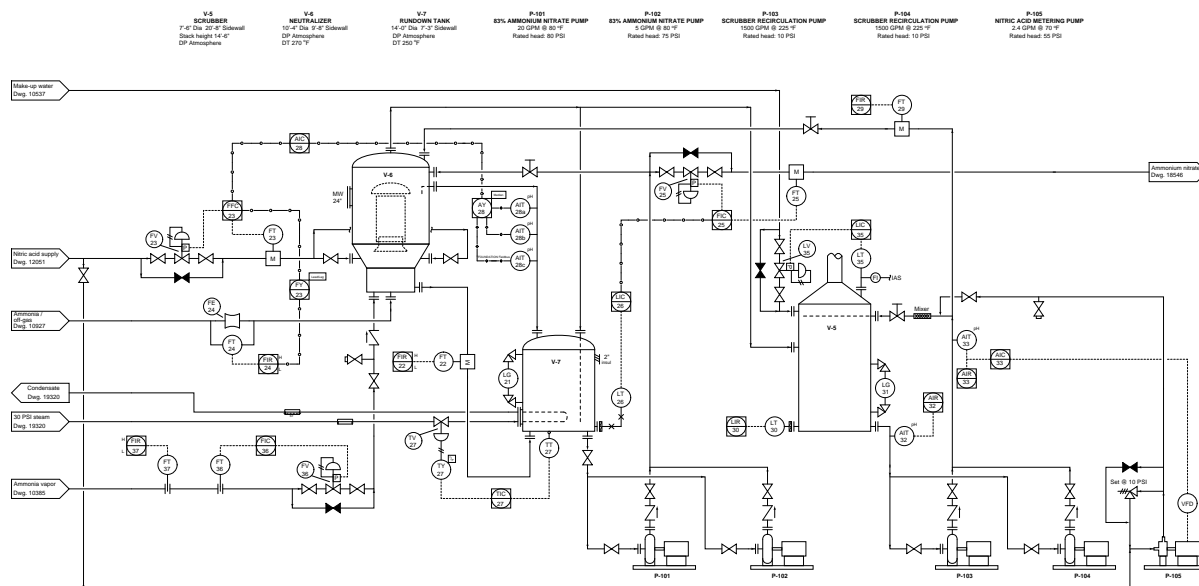 V-5
SCRUBBER
7'-6" Dia 20'-8" Sidewall
Stack height 14'-6"
DP Atmosphere
V-6
NEUTRALIZER
10'-4" Dia 9'-8" Sidewall
DP Atmosphere
DT 270 °F
V-7
RUNDOWN TANK
14'-0" Dia 7'-3" Sidewall
DP Atmosphere
DT 250 °F
P-101
83% AMMONIUM NITRATE PUMP
20 GPM @ 80 °F
Rated head: 80 PSI
P-102
83% AMMONIUM NITRATE PUMP
5 GPM @ 80 °F
Rated head: 75 PSI
P-103
SCRUBBER RECIRCULATION PUMP
1500 GPM @ 225 °F
Rated head: 10 PSI
P-104
SCRUBBER RECIRCULATION PUMP
1500 GPM @ 225 °F
Rated head: 10 PSI
P-105
NITRIC ACID METERING PUMP
2.4 GPM @ 70 °F
Rated head: 55 PSI
Make-up water
Dwg. 10537
FIR
29
FT
29
M
AIC
28
V-6
MW
24"
AY
28
pH
AIT
28a
pH
AIT
28b
pH
AIT
28c
FV
25
P
M
FT
25
FIC
25
Ammonium nitrate
Dwg. 18546
FFC
23
FV
23
P
FT
23
M
LV
35
LIC
35
LT
35
PI
IAS
Nitric acid supply
Dwg. 12051
FY
23
LIC
26
Ammonia /
off-gas
Dwg. 10927
FE
24
FT
24
FIR
24
H
L
FIR
22
H
L
FT
22
M
V-7
2"
LG
21
LT
26
V-5
Mixer
pH
AIT
33
AIC
33
AIR
33
LG
31
AIR
32
pH
AIT
32
LIR
30
LT
30
Condensate
Dwg. 19320
30 PSI steam
Dwg. 19320
TV
27
TY
27
TT
27
TIC
27
H
L
FIR
37
FT
37
FIC
36
FT
36
FV
36
P
Ammonia vapor
Dwg. 10385
Set @ 10 PSI
VFD
P-101
P-102
P-103
P-104
P-105